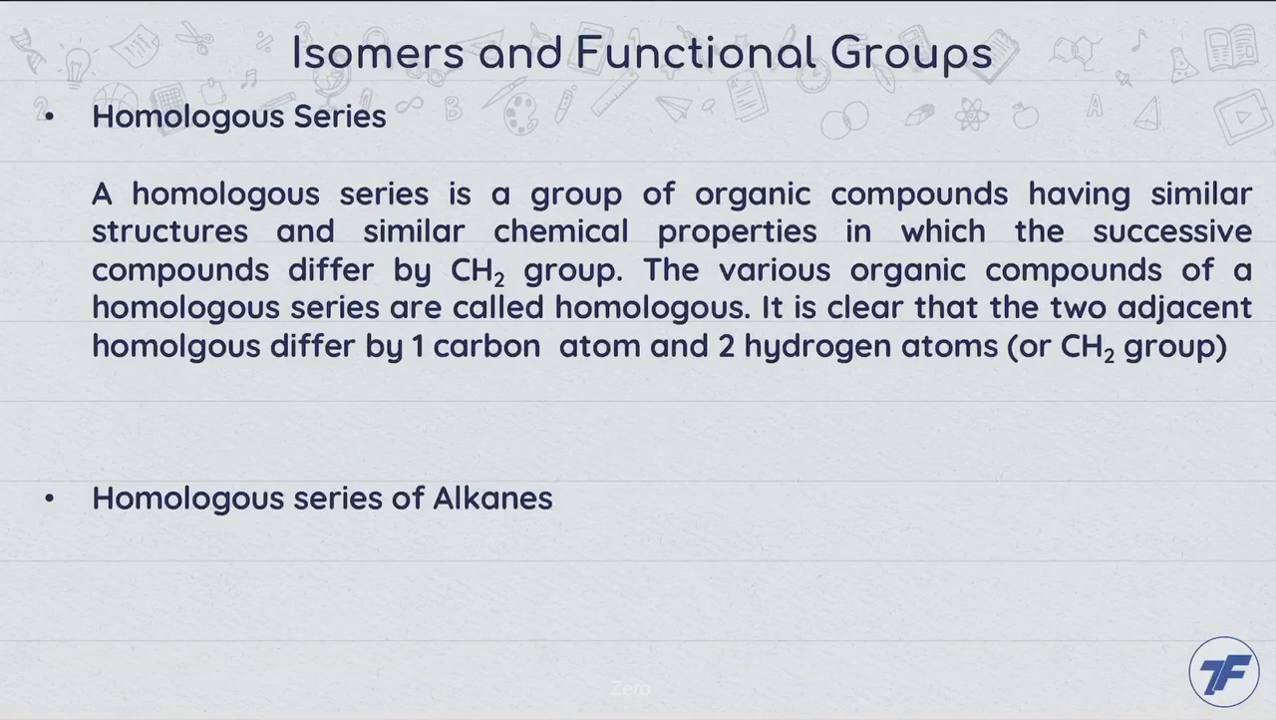 Isomers and Functional Groups
• Homologous Series
A homologous series is a group of organic compounds having similar
structures and similar chemical properties in which the successive
compounds differ by CH₂ group. The various organic compounds of a
homologous series are called homologous. It is clear that the two adjacent
homolgous differ by 1 carbon atom and 2 hydrogen atoms (or CH₂ group)
• Homologous series of Alkanes
Zero
TF